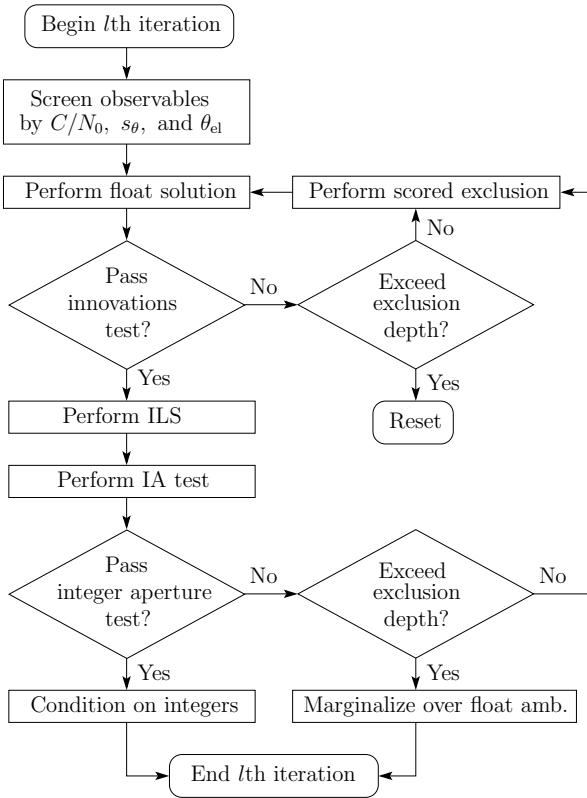 Begin lth iteration
Screen observables
by C/N₀, s_θ, and θ_el
Perform float solution
Perform scored exclusion
No
Pass
innovations
test?
No
Exceed
exclusion
depth?
Yes
Yes
Perform ILS
Reset
Perform IA test
Pass
integer aperture
test?
No
Exceed
exclusion
depth?
No
Yes
Yes
Condition on integers
Marginalize over float amb.
End lth iteration